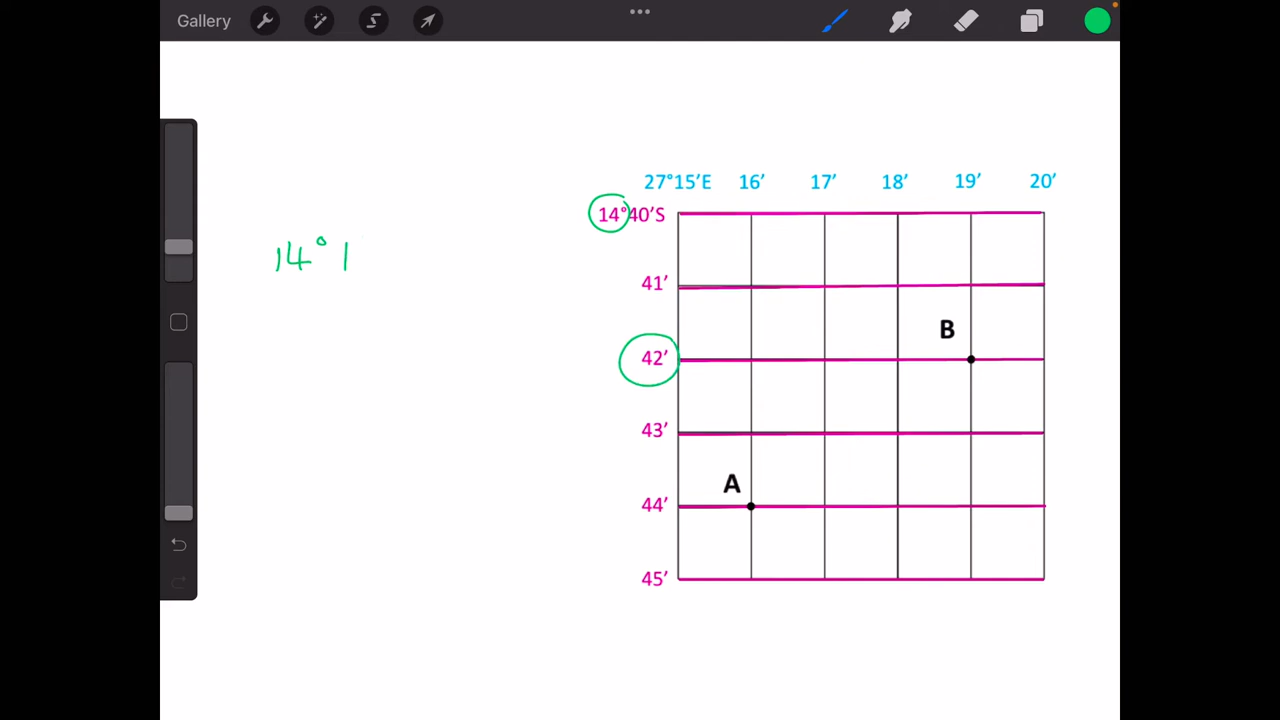 Gallery
27°15′E 16′ 17′ 18′ 19′ 20′
14°40′S
14° 1
41′
B
42′
43′
A
44′
45′